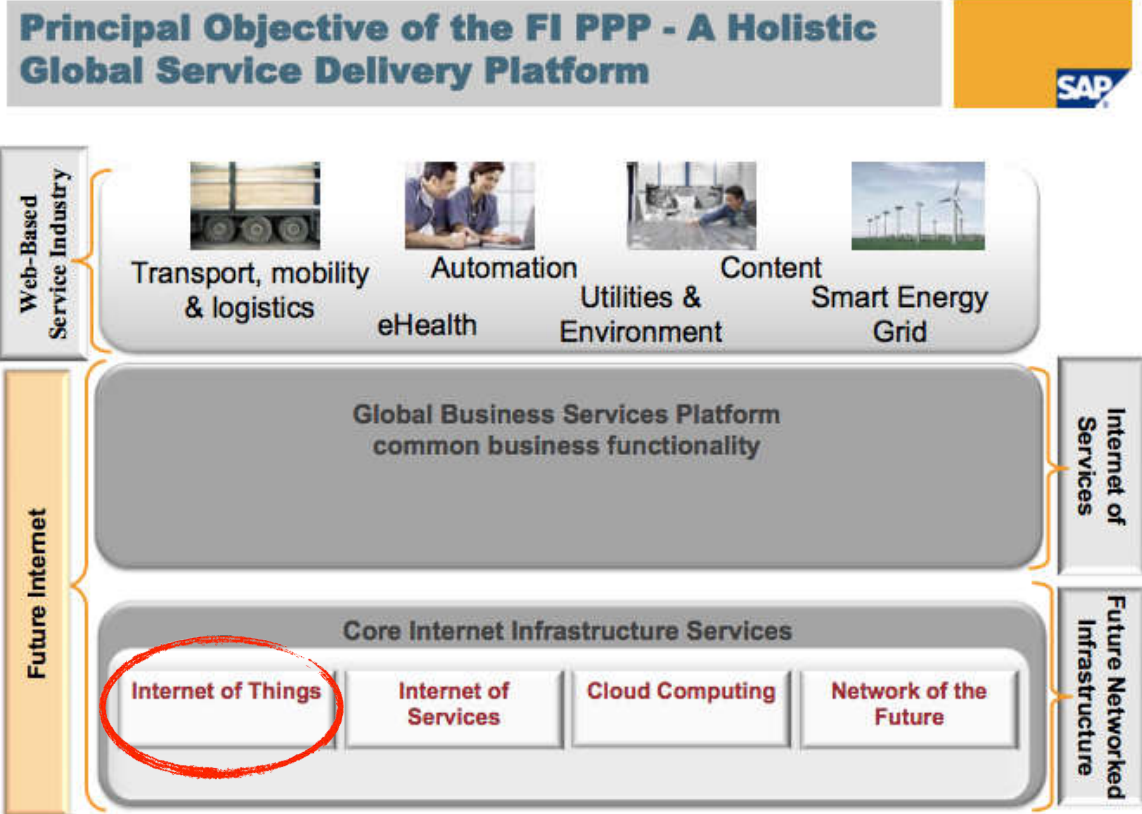 Principal Objective of the FI PPP - A Holistic
Global Service Delivery Platform
SAP
Web-Based
Service Industry
Transport, mobility
& logistics
Automation
eHealth
Content
Utilities &
Environment
Smart Energy
Grid
Future Internet
Global Business Services Platform
common business functionality
Internet of
Services
Core Internet Infrastructure Services
Internet of Things
Internet of
Services
Cloud Computing
Network of the
Future
Future Networked
Infrastructure